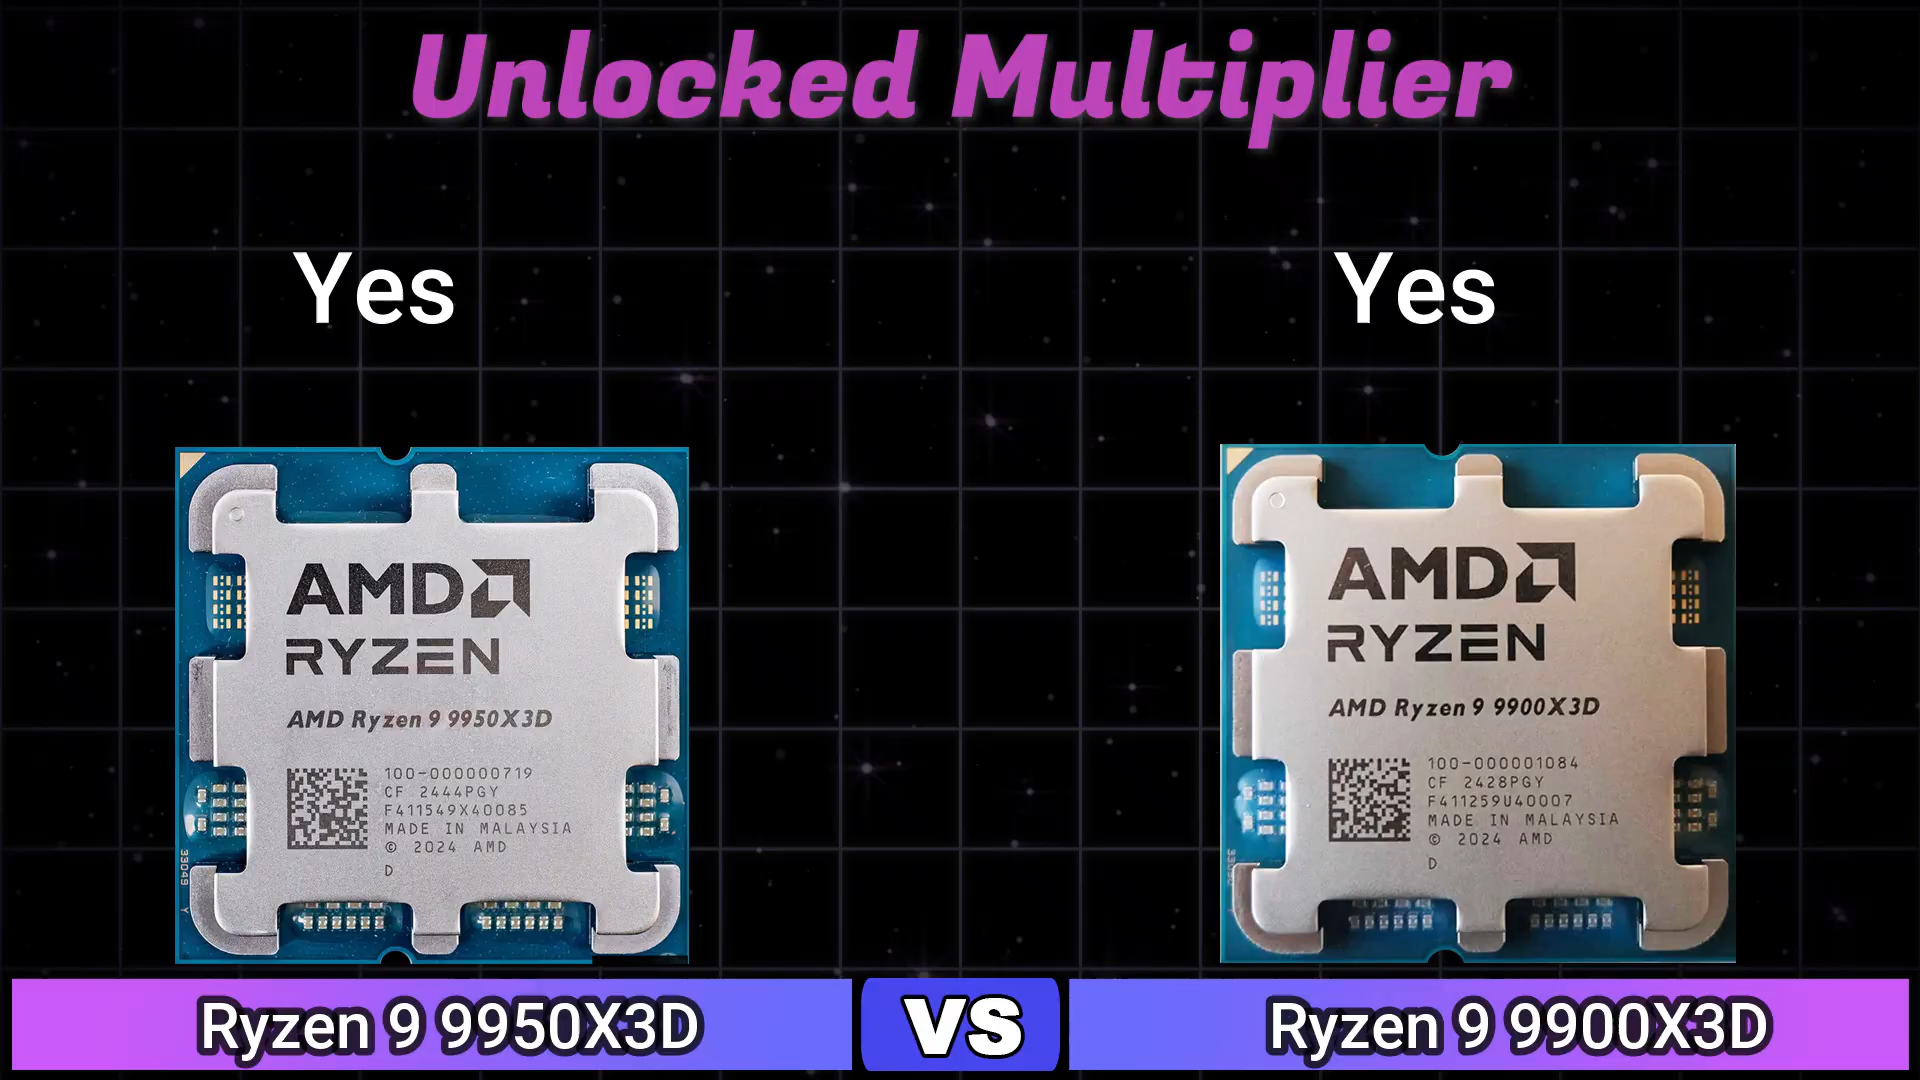 Unlocked Multiplier
Yes
Yes
AMD
RYZEN
AMD Ryzen 9 9950X3D
100-000000719
CF 2444PGY
F411549X40085
MADE IN MALAYSIA
© 2024 AMD
D
33049
Y
AMD
RYZEN
AMD Ryzen 9 9900X3D
100-000001084
CF 2428PGY
F411259U40007
MADE IN MALAYSIA
© 2024 AMD
D
Ryzen 9 9950X3D
VS
Ryzen 9 9900X3D